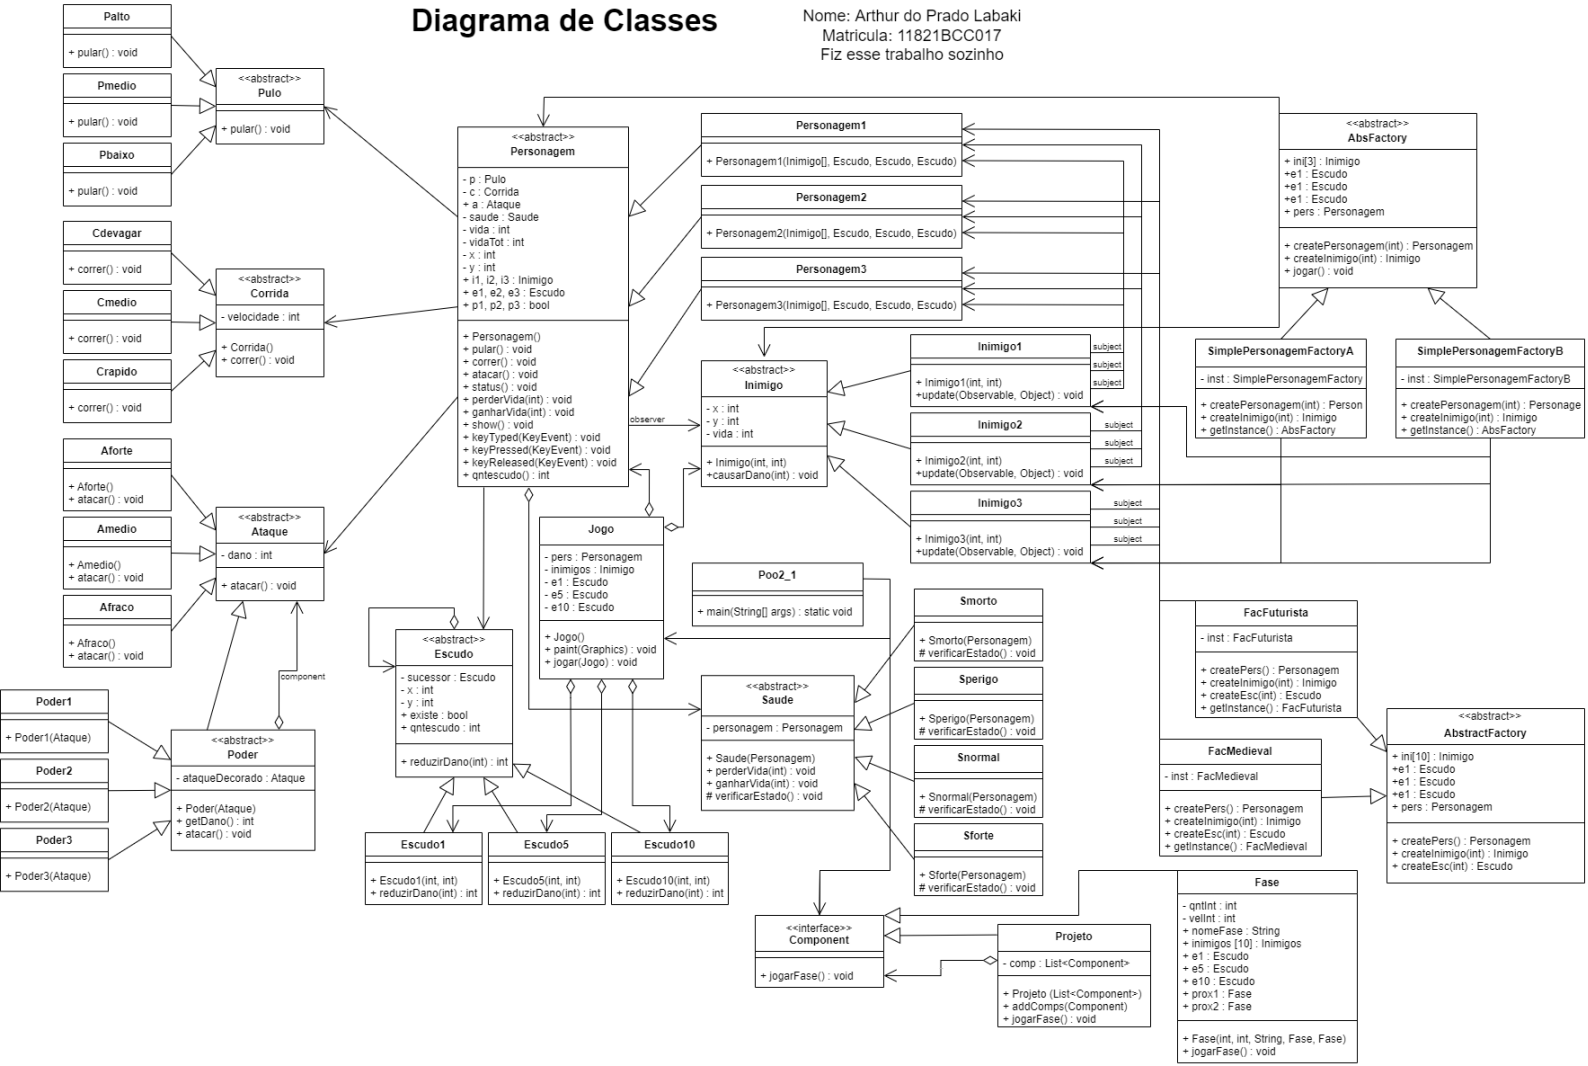 Diagrama de Classes
Nome: Arthur do Prado Labaki
Matricula: 11821BCC017
Fiz esse trabalho sozinho
Palto
+ pular() : void
Pmedio
+ pular() : void
Pbaixo
+ pular() : void
<<abstract>>
Pulo
+ pular() : void
Cdevagar
+ correr() : void
Cmedio
+ correr() : void
Crapido
+ correr() : void
<<abstract>>
Corrida
- velocidade : int
+ Corrida()
+ correr() : void
Aforte
+ Aforte()
+ atacar() : void
Amedio
+ Amedio()
+ atacar() : void
Afraco
+ Afraco()
+ atacar() : void
<<abstract>>
Ataque
- dano : int
+ atacar() : void
component
Poder1
+ Poder1(Ataque)
Poder2
+ Poder2(Ataque)
Poder3
+ Poder3(Ataque)
<<abstract>>
Poder
- ataqueDecorado : Ataque
+ Poder(Ataque)
+ getDano() : int
+ atacar() : void
<<abstract>>
Personagem
- p : Pulo
- c : Corrida
+ a : Ataque
- saude : Saude
- vida : int
- vidaTot : int
- x : int
- y : int
+ i1, i2, i3 : Inimigo
+ e1, e2, e3 : Escudo
+ p1, p2, p3 : bool
+ Personagem()
+ pular() : void
+ correr() : void
+ atacar() : void
+ status() : void
+ perderVida(int) : void
+ ganharVida(int) : void
+ show() : void
+ keyTyped(KeyEvent) : void
+ keyPressed(KeyEvent) : void
+ keyReleased(KeyEvent) : void
+ qntescudo() : int
observer
Personagem1
+ Personagem1(Inimigo[], Escudo, Escudo, Escudo)
Personagem2
+ Personagem2(Inimigo[], Escudo, Escudo, Escudo)
Personagem3
+ Personagem3(Inimigo[], Escudo, Escudo, Escudo)
<<abstract>>
Inimigo
- x : int
- y : int
- vida : int
+ Inimigo(int, int)
+causarDano(int) : void
Inimigo1
+ Inimigo1(int, int)
+update(Observable, Object) : void
subject
subject
subject
Inimigo2
+ Inimigo2(int, int)
+update(Observable, Object) : void
subject
subject
subject
Inimigo3
+ Inimigo3(int, int)
+update(Observable, Object) : void
subject
subject
subject
<<abstract>>
AbsFactory
+ ini[3] : Inimigo
+e1 : Escudo
+e1 : Escudo
+e1 : Escudo
+ pers : Personagem
+ createPersonagem(int) : Personagem
+ createInimigo(int) : Inimigo
+ jogar() : void
SimplePersonagemFactoryA
- inst : SimplePersonagemFactory
+ createPersonagem(int) : Person
+ createInimigo(int) : Inimigo
+ getInstance() : AbsFactory
SimplePersonagemFactoryB
- inst : SimplePersonagemFactoryB
+ createPersonagem(int) : Personage
+ createInimigo(int) : Inimigo
+ getInstance() : AbsFactory
Jogo
- pers : Personagem
- inimigos : Inimigo
- e1 : Escudo
- e5 : Escudo
- e10 : Escudo
+ Jogo()
+ paint(Graphics) : void
+ jogar(Jogo) : void
Poo2_1
+ main(String[] args) : static void
<<abstract>>
Escudo
- sucessor : Escudo
- x : int
- y : int
+ existe : bool
+ qntescudo : int
+ reduzirDano(int) : int
Escudo1
+ Escudo1(int, int)
+ reduzirDano(int) : int
Escudo5
+ Escudo5(int, int)
+ reduzirDano(int) : int
Escudo10
+ Escudo10(int, int)
+ reduzirDano(int) : int
<<abstract>>
Saude
- personagem : Personagem
+ Saude(Personagem)
+ perderVida(int) : void
+ ganharVida(int) : void
# verificarEstado() : void
Smorto
+ Smorto(Personagem)
# verificarEstado() : void
Sperigo
+ Sperigo(Personagem)
# verificarEstado() : void
Snormal
+ Snormal(Personagem)
# verificarEstado() : void
Sforte
+ Sforte(Personagem)
# verificarEstado() : void
FacFuturista
- inst : FacFuturista
+ createPers() : Personagem
+ createInimigo(int) : Inimigo
+ createEsc(int) : Escudo
+ getInstance() : FacFuturista
FacMedieval
- inst : FacMedieval
+ createPers() : Personagem
+ createInimigo(int) : Inimigo
+ createEsc(int) : Escudo
+ getInstance() : FacMedieval
<<abstract>>
AbstractFactory
+ ini[10] : Inimigo
+e1 : Escudo
+e1 : Escudo
+e1 : Escudo
+ pers : Personagem
+ createPers() : Personagem
+ createInimigo(int) : Inimigo
+ createEsc(int) : Escudo
<<interface>>
Component
+ jogarFase() : void
Projeto
- comp : List<Component>
+ Projeto (List<Component>)
+ addComps(Component)
+ jogarFase() : void
Fase
- qntInt : int
- velInt : int
+ nomeFase : String
+ inimigos [10] : Inimigos
+ e1 : Escudo
+ e5 : Escudo
+ e10 : Escudo
+ prox1 : Fase
+ prox2 : Fase
+ Fase(int, int, String, Fase, Fase)
+ jogarFase() : void